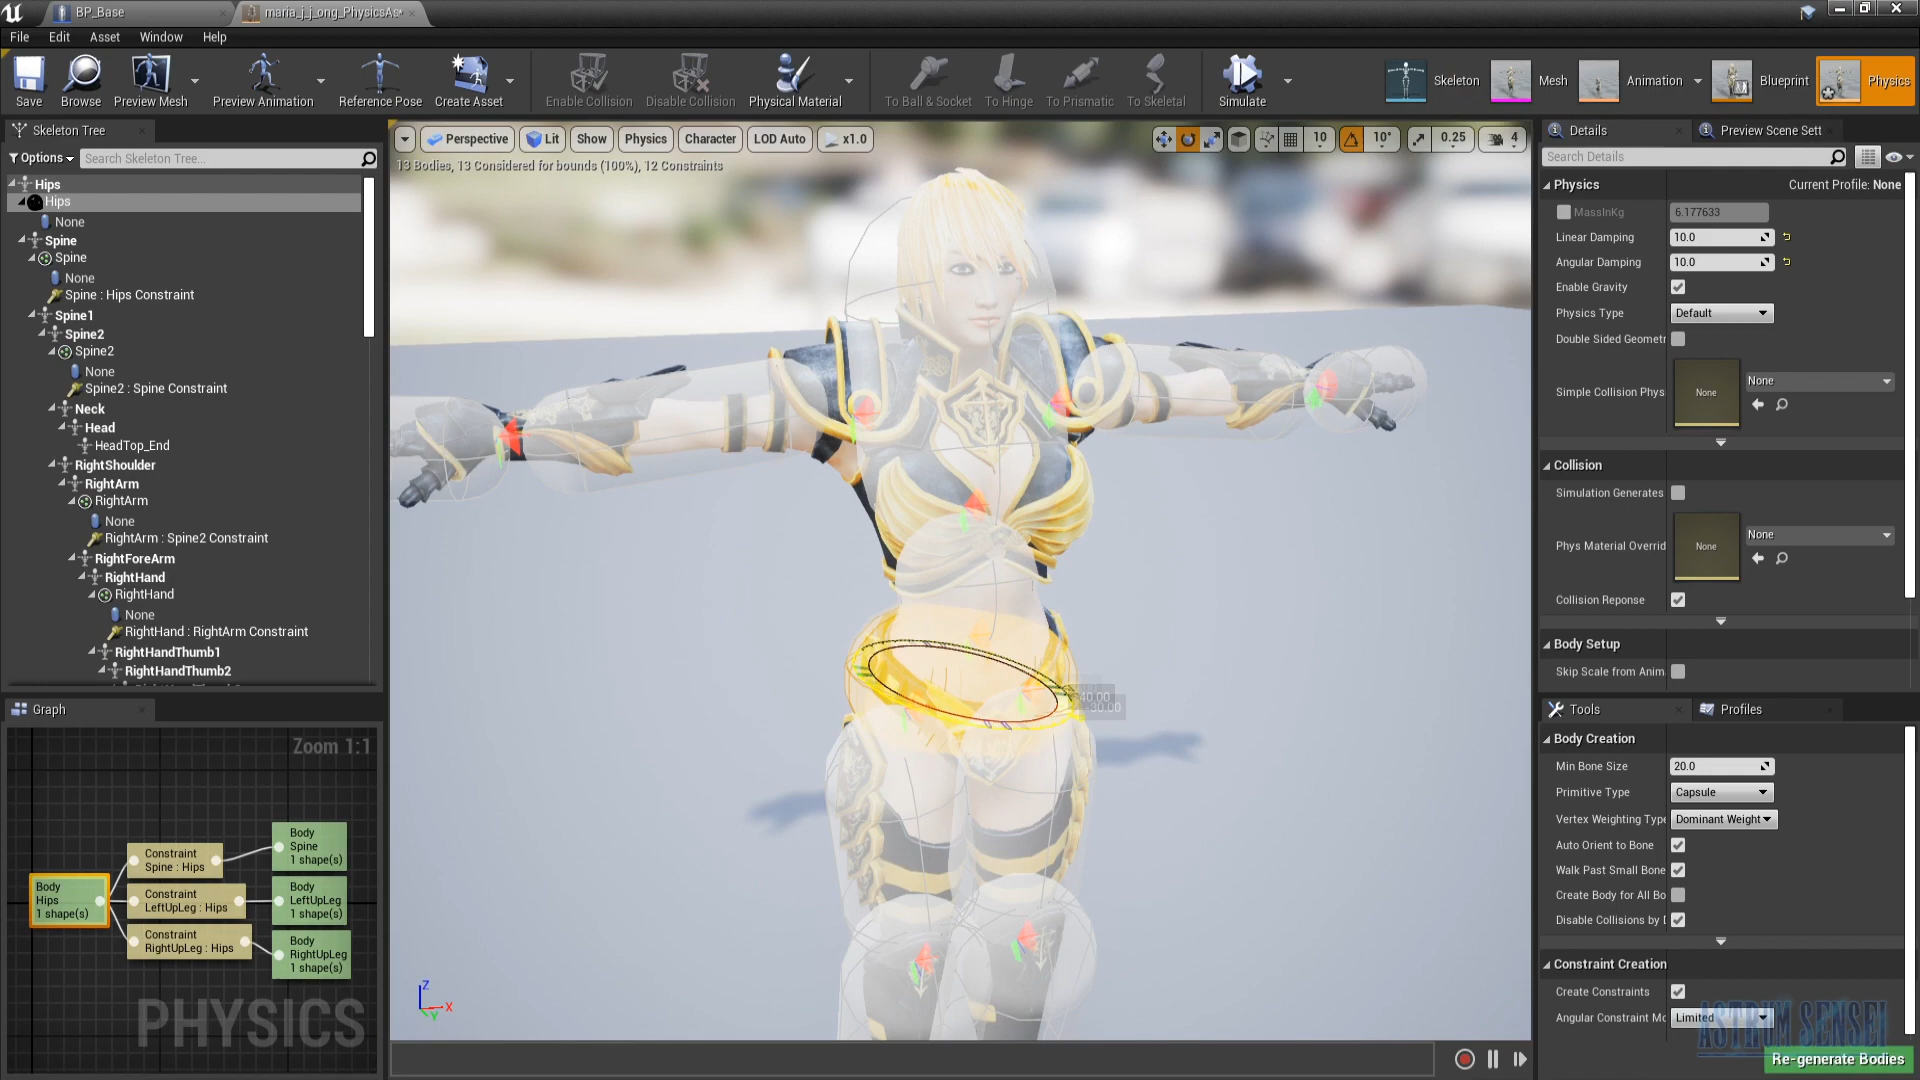 BP_Base
maria_j_j_ong_PhysicsAs
File Edit Asset Window Help
Save
Browse
Preview Mesh
Preview Animation
Reference Pose
Create Asset
Enable Collision
Disable Collision
Physical Material
To Ball & Socket
To Hinge
To Prismatic
To Skeletal
Simulate
Skeleton
Mesh
Animation
Blueprint
Physics
Skeleton Tree
Options
Search Skeleton Tree...
Hips
Hips
None
Spine
Spine
None
Spine : Hips Constraint
Spine1
Spine2
Spine2
None
Spine2 : Spine Constraint
Neck
Head
HeadTop_End
RightShoulder
RightArm
RightArm
None
RightArm : Spine2 Constraint
RightForeArm
RightHand
RightHand
None
RightHand : RightArm Constraint
RightHandThumb1
RightHandThumb2
Graph
Zoom 1:1
Body
Hips
1 shape(s)
Constraint
Spine : Hips
Constraint
LeftUpLeg : Hips
Constraint
RightUpLeg : Hips
Body
Spine
1 shape(s)
Body
LeftUpLeg
1 shape(s)
Body
RightUpLeg
1 shape(s)
PHYSICS
Perspective
Lit
Show
Physics
Character
LOD Auto
x1.0
10
10°
0.25
4
13 Bodies, 13 Considered for bounds (100%), 12 Constraints
40.00
-30.00
Z
X
Y
Details
Preview Scene Sett
Search Details
Physics
Current Profile: None
MassInKg
6.177633
Linear Damping
10.0
Angular Damping
10.0
Enable Gravity
Physics Type
Default
Double Sided Geometr
Simple Collision Phys
None
None
Collision
Simulation Generates
Phys Material Overrid
None
None
Collision Reponse
Body Setup
Skip Scale from Anim
Tools
Profiles
Body Creation
Min Bone Size
20.0
Primitive Type
Capsule
Vertex Weighting Type
Dominant Weight
Auto Orient to Bone
Walk Past Small Bone
Create Body for All Bo
Disable Collisions by D
Constraint Creation
Create Constraints
Angular Constraint Mo
Limited
ASTRUM SENSEI
Re-generate Bodies